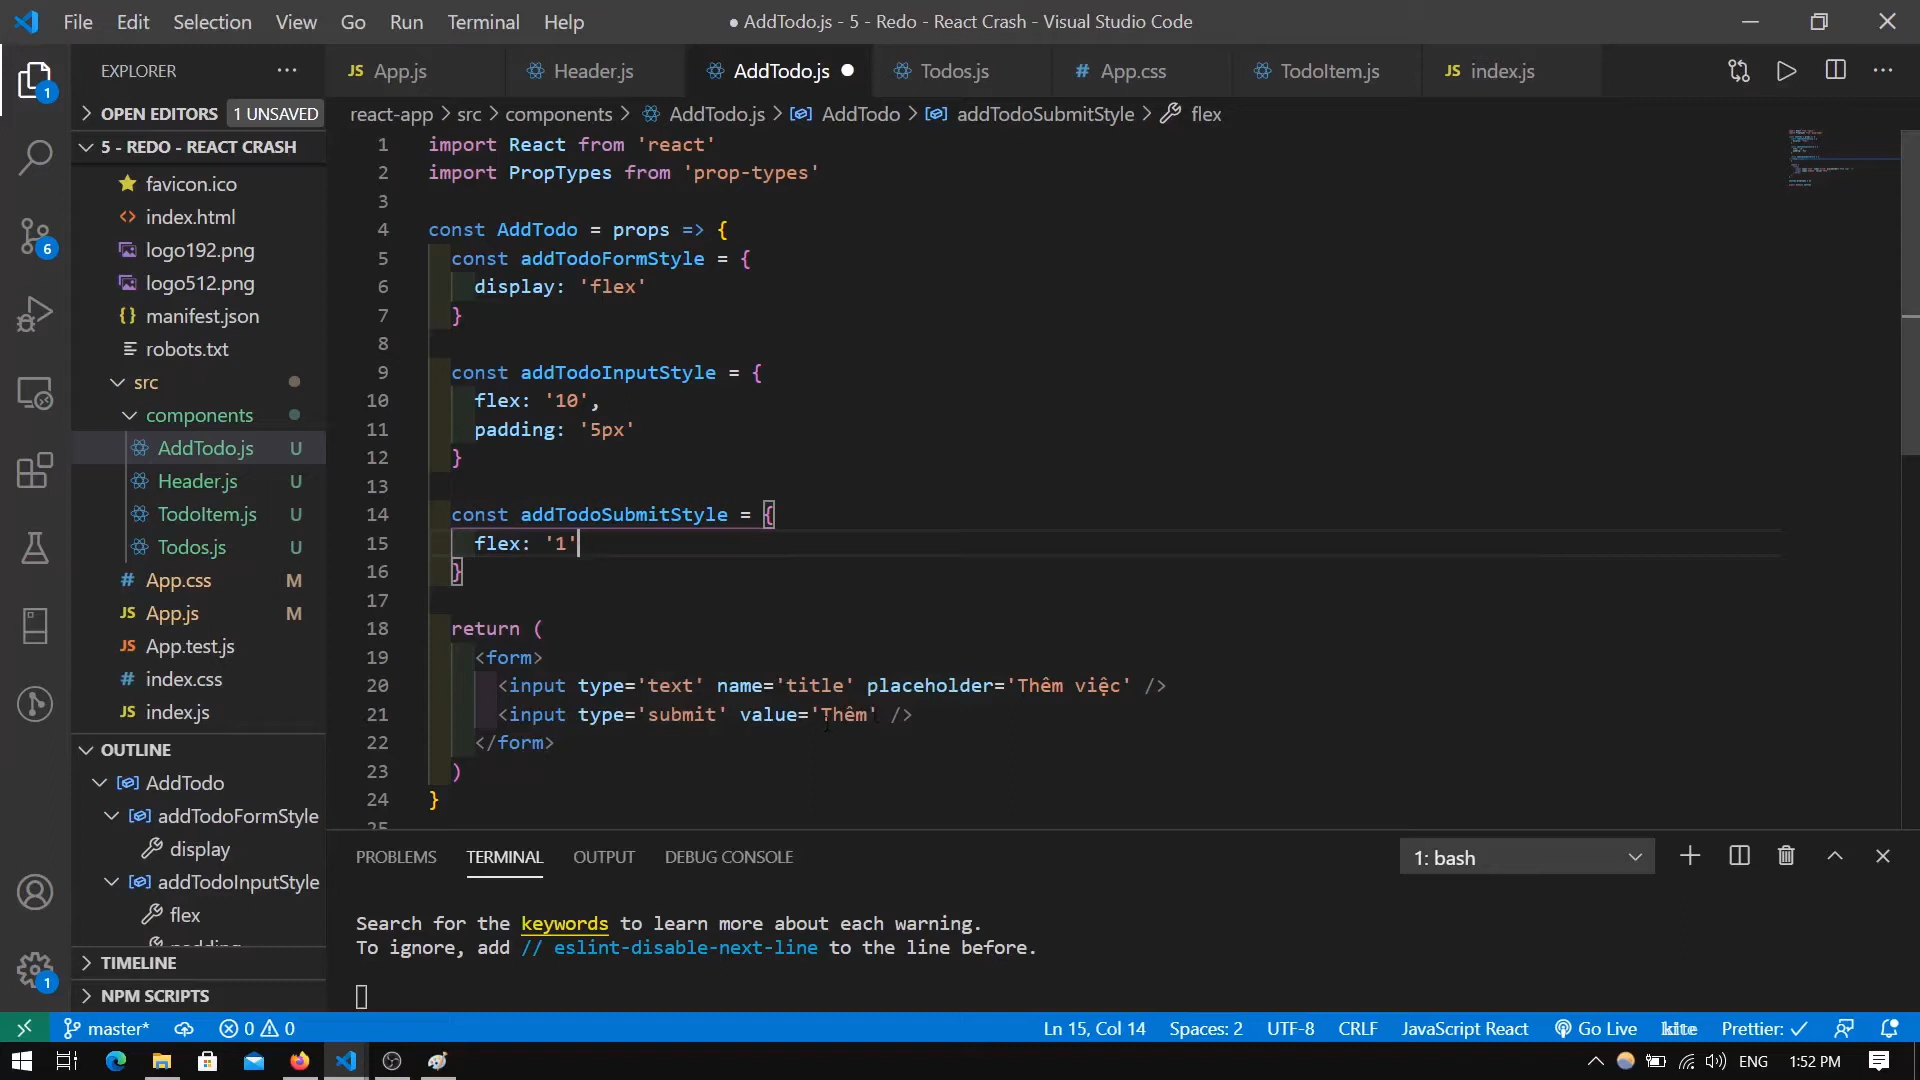 File Edit Selection View Go Run Terminal Help
● AddTodo.js - 5 - Redo - React Crash - Visual Studio Code
EXPLORER ···
JS App.js
Header.js
AddTodo.js
Todos.js
# App.css
TodoItem.js
JS index.js
OPEN EDITORS 1 UNSAVED
5 - REDO - REACT CRASH
favicon.ico
<> index.html
logo192.png
logo512.png
{} manifest.json
robots.txt
src
components
AddTodo.js U
Header.js U
TodoItem.js U
Todos.js U
# App.css M
JS App.js M
JS App.test.js
# index.css
JS index.js
OUTLINE
AddTodo
addTodoFormStyle
display
addTodoInputStyle
flex
padding
TIMELINE
NPM SCRIPTS
1
6
1
react-app > src > components > AddTodo.js > AddTodo > addTodoSubmitStyle > flex
1 import React from 'react'
2 import PropTypes from 'prop-types'
3
4 const AddTodo = props => {
5 const addTodoFormStyle = {
6 display: 'flex'
7 }
8
9 const addTodoInputStyle = {
10 flex: '10',
11 padding: '5px'
12 }
13
14 const addTodoSubmitStyle = {
15 flex: '1'
16 }
17
18 return (
19 <form>
20 <input type='text' name='title' placeholder='Thêm việc' />
21 <input type='submit' value='Thêm' />
22 </form>
23 )
24 }
25
PROBLEMS TERMINAL OUTPUT DEBUG CONSOLE
1: bash
Search for the keywords to learn more about each warning.
To ignore, add // eslint-disable-next-line to the line before.
master* 0 0
Ln 15, Col 14 Spaces: 2 UTF-8 CRLF JavaScript React Go Live kite Prettier: ✓
ENG 1:52 PM